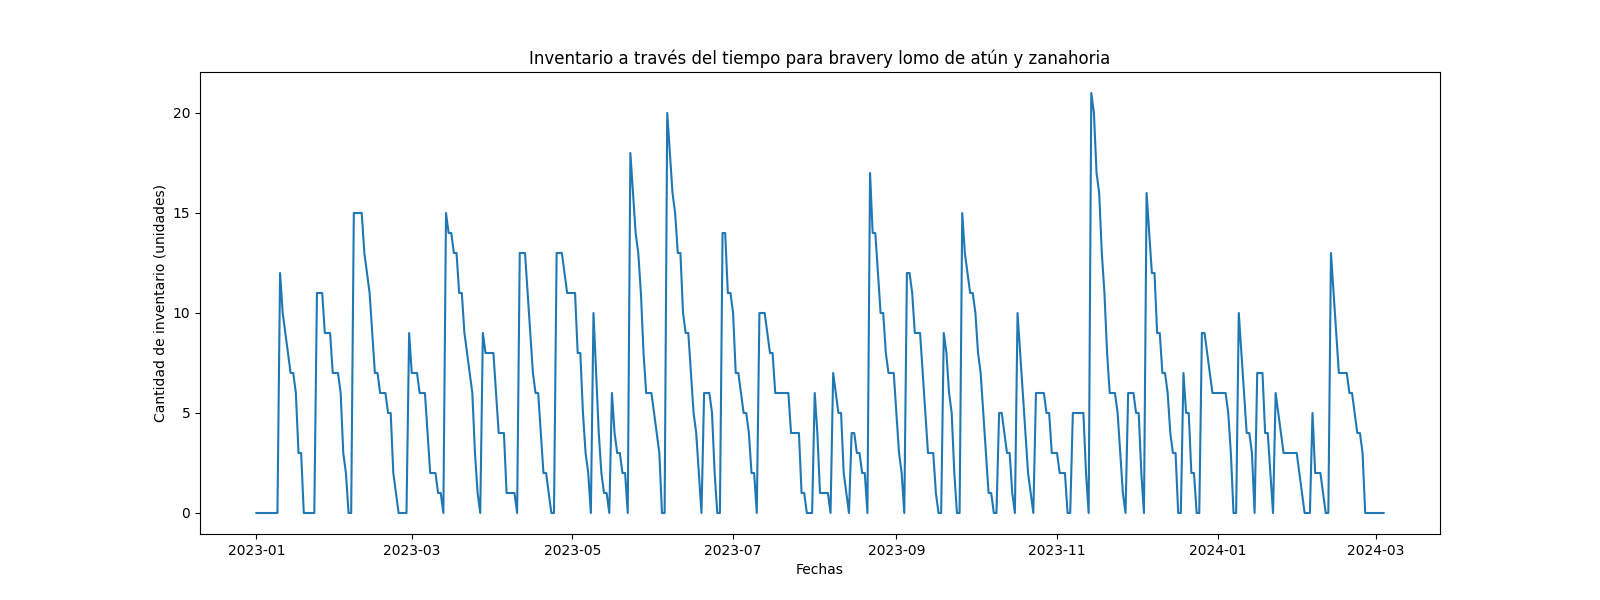 Inventario a través del tiempo para bravery lomo de atún y zanahoria
Cantidad de inventario (unidades)
20
15
10
5
0
2023-01 2023-03 2023-05 2023-07 2023-09 2023-11 2024-01 2024-03
Fechas